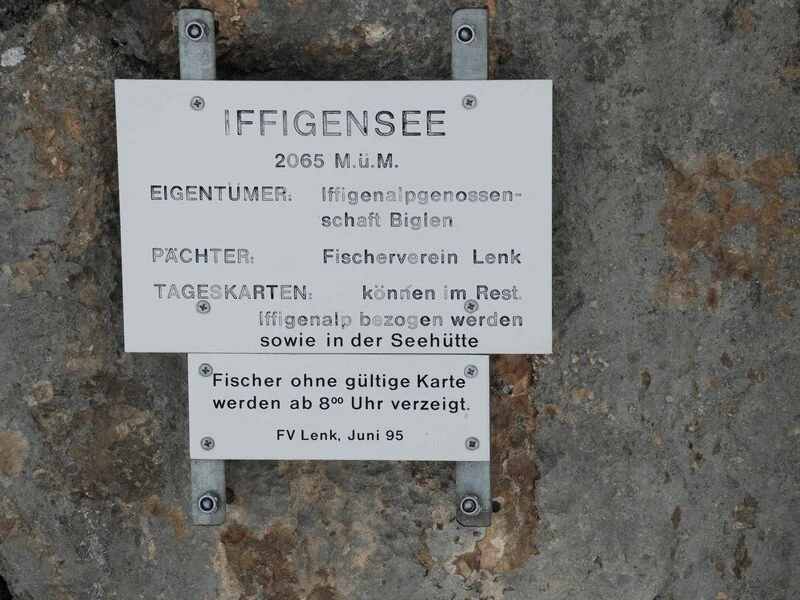 IFFIGENSEE
2065 M.ü.M.
EIGENTÜMER: Iffigenalpgenossen-
schaft Biglen
PÄCHTER: Fischerverein Lenk
TAGESKARTEN: können im Rest.
Iffigenalp bezogen werden
sowie in der Seehütte
Fischer ohne gültige Karte
werden ab 8⁰⁰ Uhr verzeigt.
FV Lenk, Juni 95